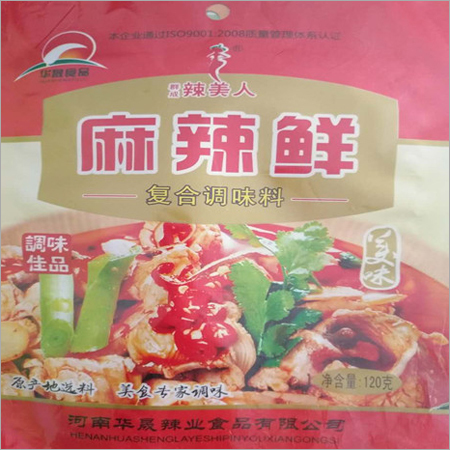 本企业通过ISO9001:2008质量管理体系认证
华晟食品
群成
辣美人
麻辣鲜
复合调味料
調味
佳品
美味
原产地选料 美食专家调味
净含量:120克
河南华晟辣业食品有限公司
HENANHUASHENGLAYESHIPINYOUXIANGONGSI